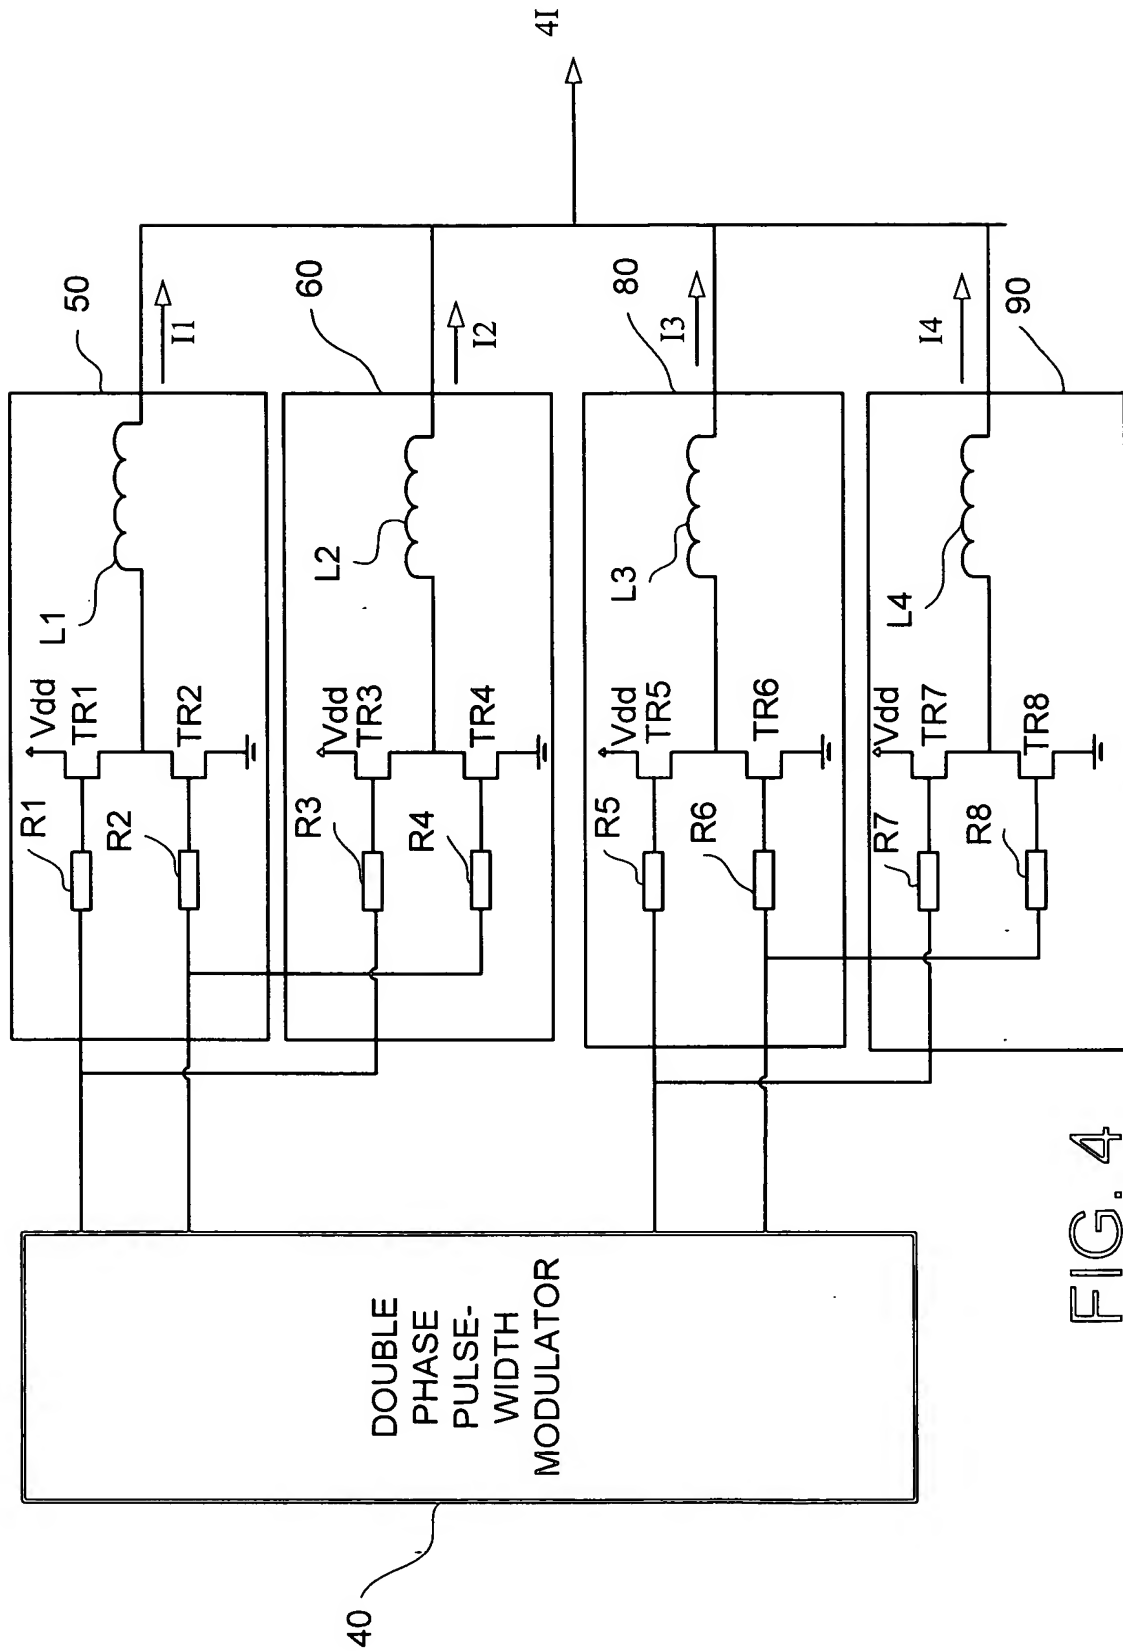 40
DOUBLE
PHASE
PULSE-
WIDTH
MODULATOR
50
R1
Vdd
TR1
L1
I1
R2
TR2
60
R3
Vdd
TR3
L2
I2
R4
TR4
4I
80
R5
Vdd
TR5
L3
I3
R6
TR6
90
R7
Vdd
TR7
L4
I4
R8
TR8
FIG. 4